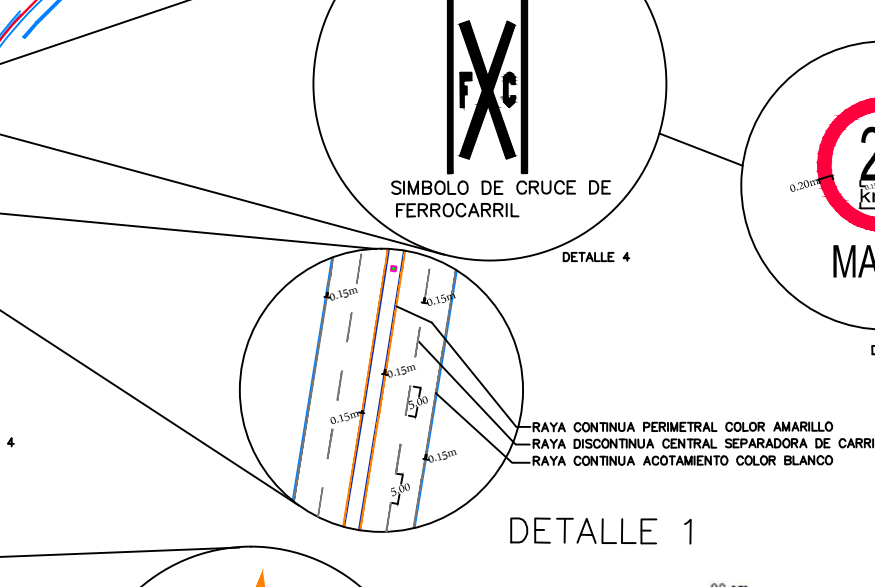 F C
SIMBOLO DE CRUCE DE
FERROCARRIL
DETALLE 4
0.20m
MA
0.15m
0.15m
0.15m
5.00
0.15m
0.15m
5.00
RAYA CONTINUA PERIMETRAL COLOR AMARILLO
RAYA DISCONTINUA CENTRAL SEPARADORA DE CARRI
RAYA CONTINUA ACOTAMIENTO COLOR BLANCO
4
DETALLE 1